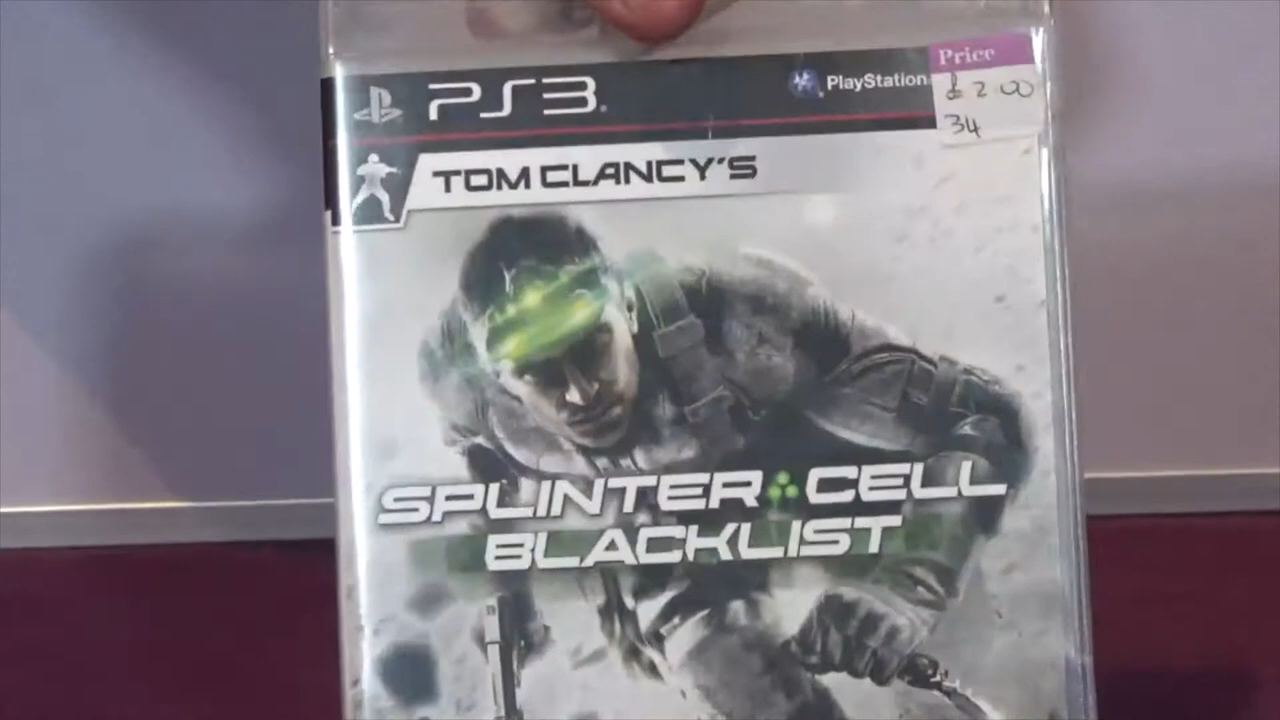 PS3.
PlayStation
Price
£ 2.00
34
TOM CLANCY'S
SPLINTER CELL
BLACKLIST